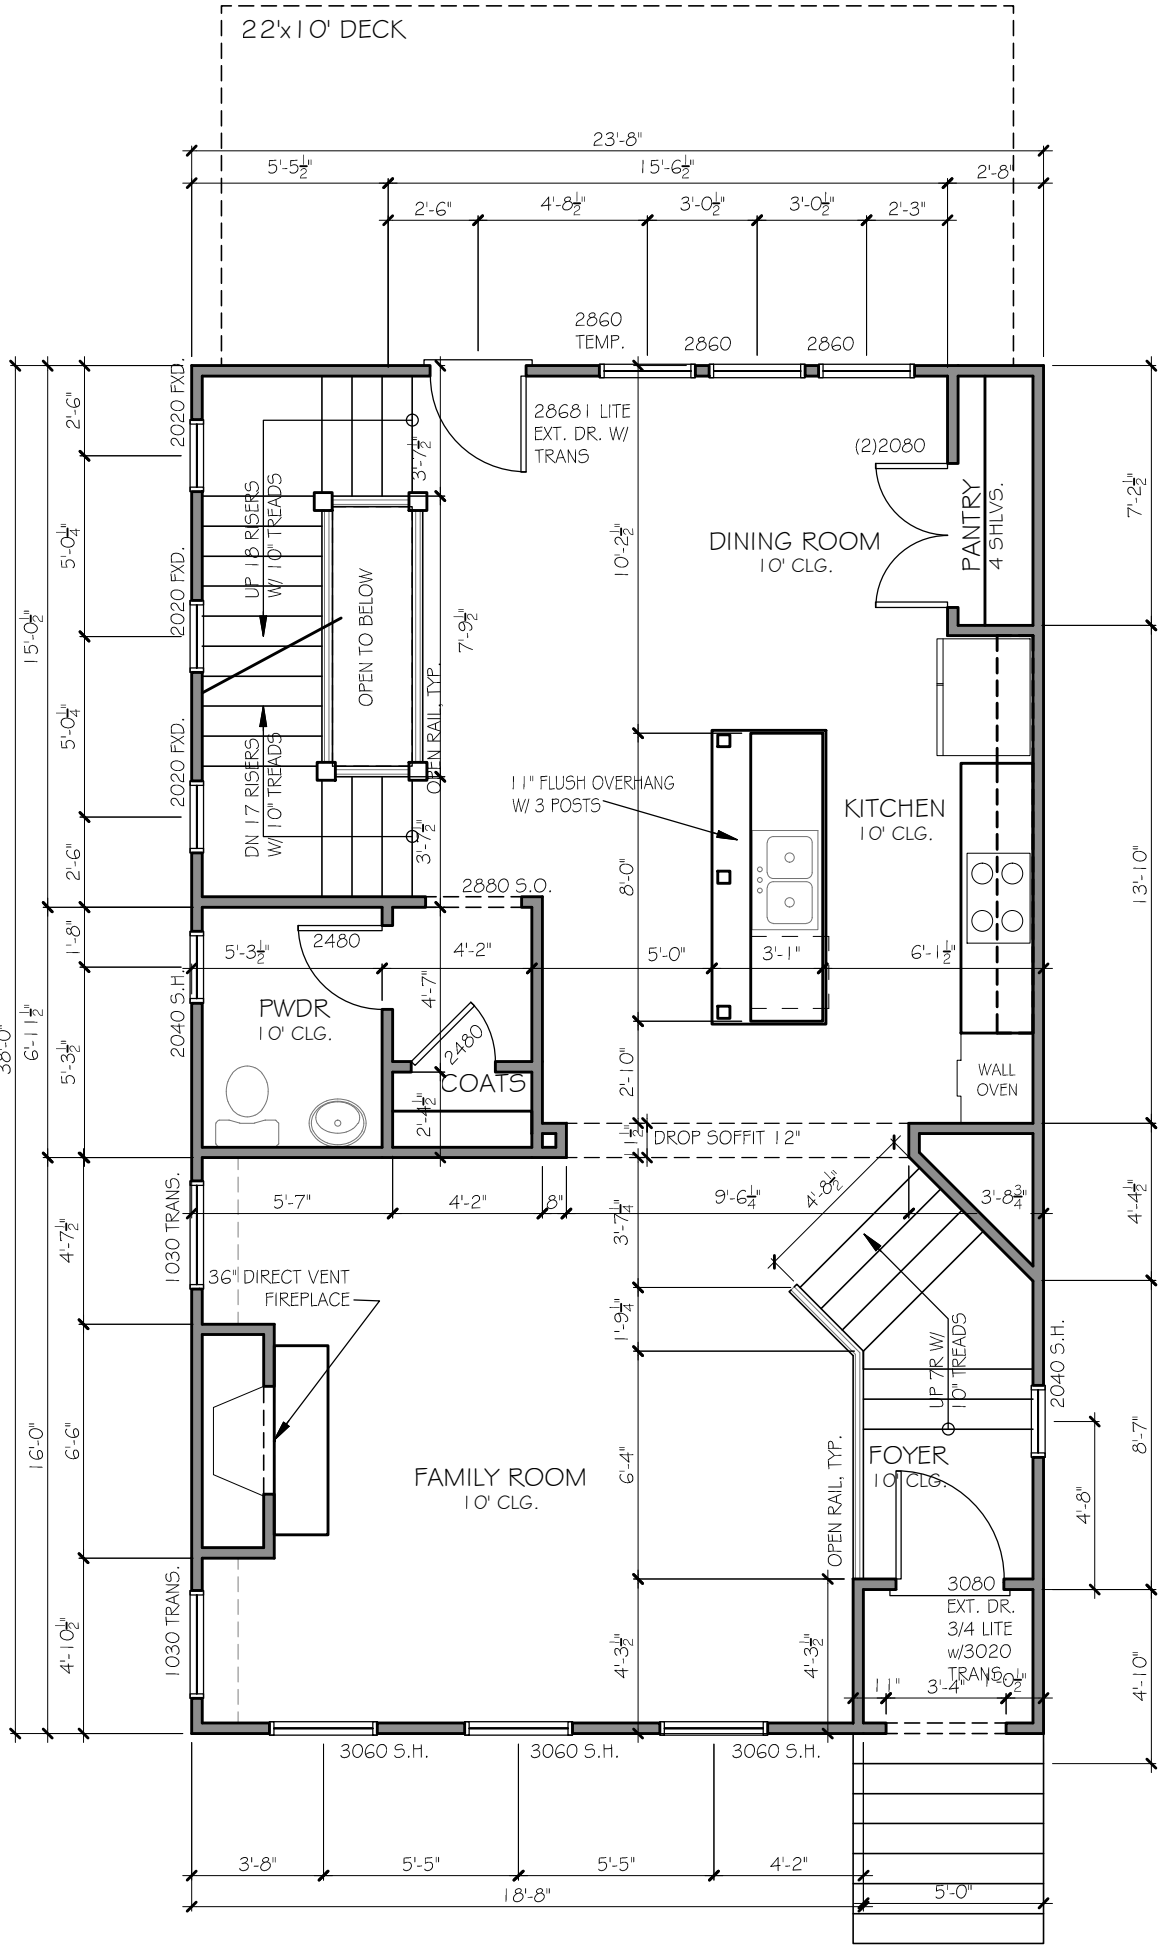 22'x10' DECK
23'-8"
5'-5½"
15'-6½"
2'-8"
2'-6"
4'-8½"
3'-0½"
3'-0½"
2'-3"
2860
TEMP.
2860
2860
2020 FXD.
2'-6"
28681 LITE
EXT. DR. W/
TRANS
3'-7½"
(2)2080
UP 18 RISERS
W/ 10" TREADS
PANTRY
4 SHLVS.
7'-2½"
5'-0¼"
10'-2½"
DINING ROOM
10' CLG.
2020 FXD.
OPEN TO BELOW
15'-0½"
7'-9½"
OPEN RAIL, TYP.
5'-0¼"
2020 FXD.
DN 17 RISERS
W/ 10" TREADS
11" FLUSH OVERHANG
W/ 3 POSTS
KITCHEN
10' CLG.
3'-7½"
2'-6"
8'-0"
13'-10"
2880 S.O.
1'-8"
5'-3½"
2480
4'-2"
5'-0"
3'-1"
6'-1½"
4'-7"
2040 S.H.
PWDR
10' CLG.
38'-0"
6'-11½"
5'-3½"
2480
COATS
2'-4½"
2'-10"
WALL
OVEN
11½"
DROP SOFFIT 12"
4'-8½"
5'-7"
4'-2"
8"
9'-6¼"
3'-8¾"
4'-4½"
1030 TRANS.
4'-7½"
3'-7¼"
36" DIRECT VENT
FIREPLACE
1'-9¼"
UP 7R W/
10" TREADS
2040 S.H.
16'-0"
6'-6"
6'-4"
8'-7"
FAMILY ROOM
10' CLG.
FOYER
10' CLG.
OPEN RAIL, TYP.
4'-8"
1030 TRANS.
4'-10½"
4'-3½"
4'-3½"
3080
EXT. DR.
3/4 LITE
w/3020
TRANS.
4'-10"
11"
3'-4"
1'-0½"
3060 S.H.
3060 S.H.
3060 S.H.
3'-8"
5'-5"
5'-5"
4'-2"
18'-8"
5'-0"